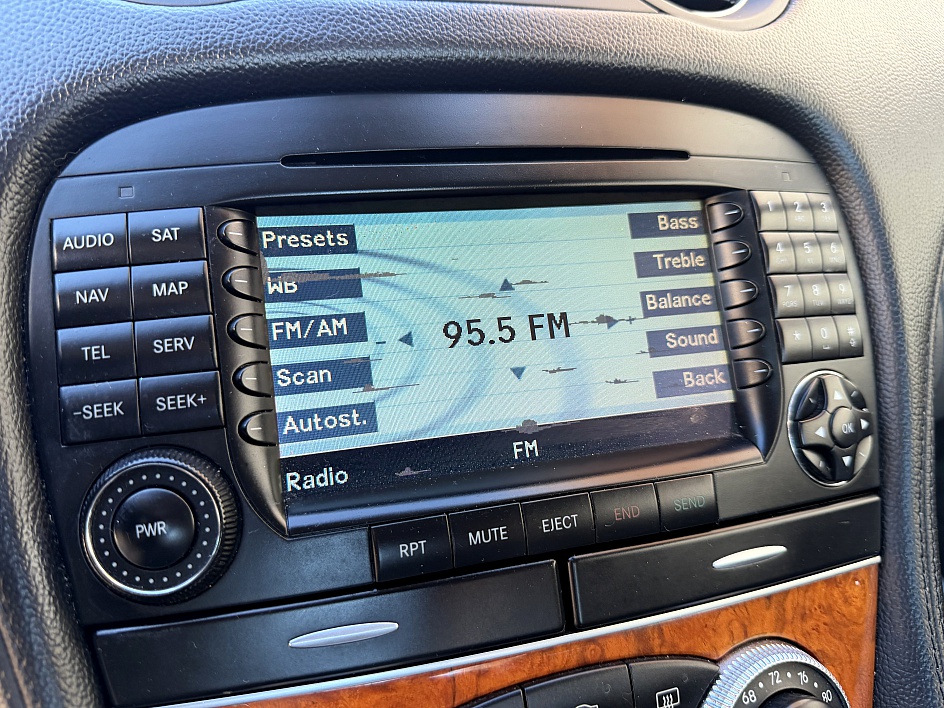 AUDIO
SAT
NAV
MAP
TEL
SERV
-SEEK
SEEK+
PWR
Presets
WB
FM/AM
Scan
Autost.
95.5 FM
Bass
Treble
Balance
Sound
Back
FM
Radio
1 2 3
4 5 6
7 8 9
* 0 #
OK
RPT
MUTE
EJECT
END
SEND
68 72 76 80